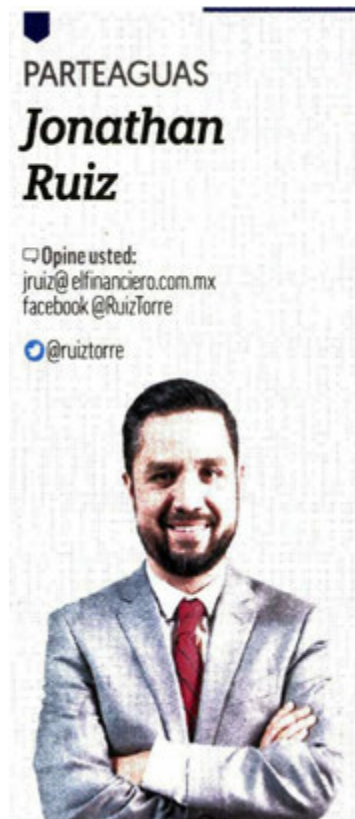 PARTEAGUAS
Jonathan
Ruiz
Opine usted:
jruiz@elfinanciero.com.mx
facebook @RuizTorre
@ruiztorre